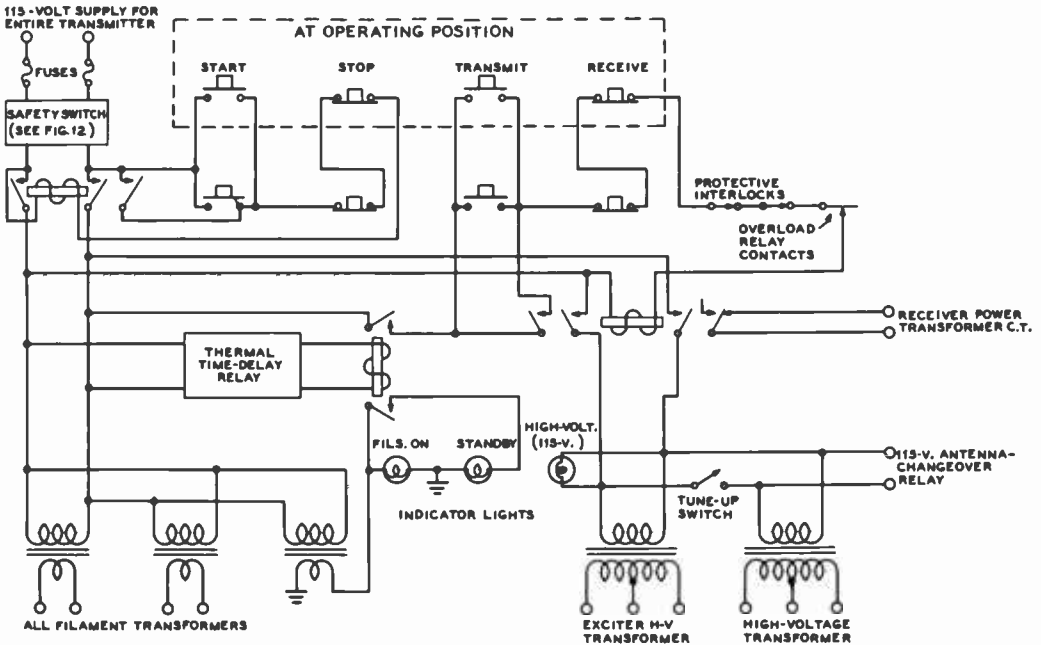 115-VOLT SUPPLY FOR
ENTIRE TRANSMITTER
FUSES
SAFETY SWITCH
(SEE FIG. 12)
AT OPERATING POSITION
START
STOP
TRANSMIT
RECEIVE
PROTECTIVE
INTERLOCKS
OVERLOAD
RELAY
CONTACTS
RECEIVER POWER
TRANSFORMER C.T.
THERMAL
TIME-DELAY
RELAY
FILS. ON
STANDBY
HIGH-VOLT.
(115-V.)
INDICATOR LIGHTS
115-V. ANTENNA-
CHANGEOVER
RELAY
TUNE-UP
SWITCH
ALL FILAMENT TRANSFORMERS
EXCITER H-V
TRANSFORMER
HIGH-VOLTAGE
TRANSFORMER